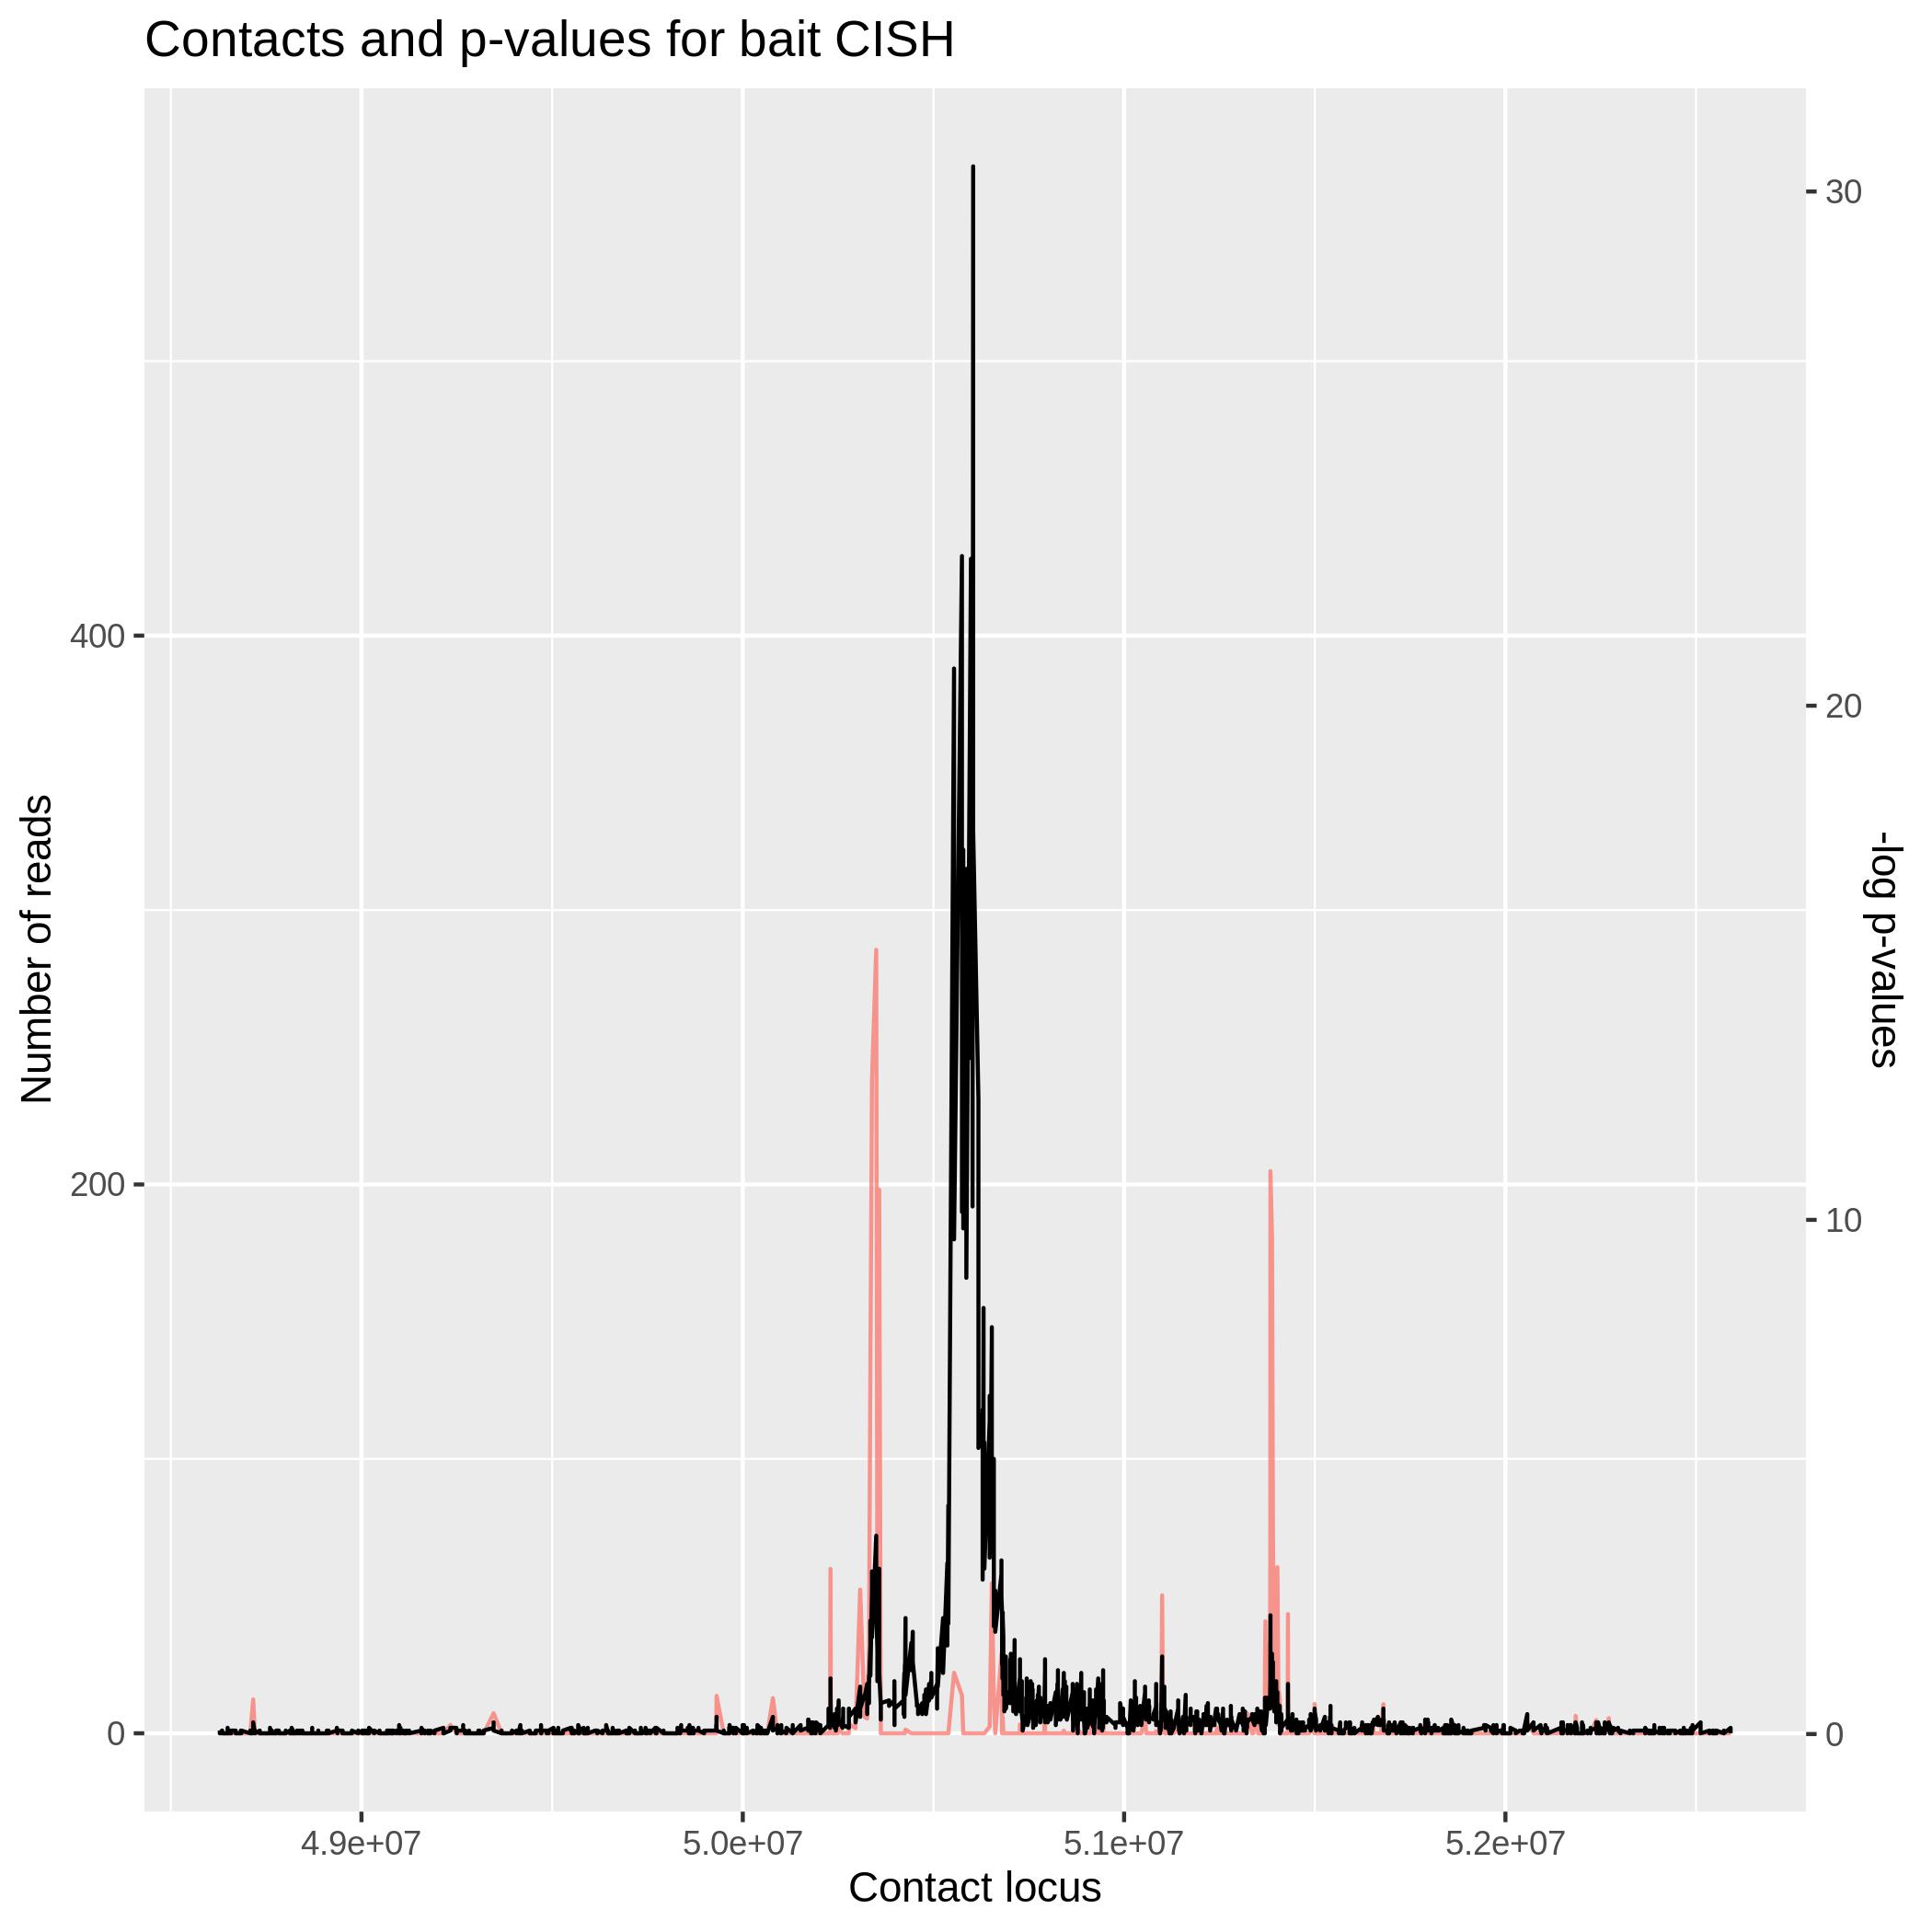 Contacts and p-values for bait CISH
30
400
20
Number of reads
-log p-values
200
10
0
0
4.9e+07
5.0e+07
5.1e+07
5.2e+07
Contact locus